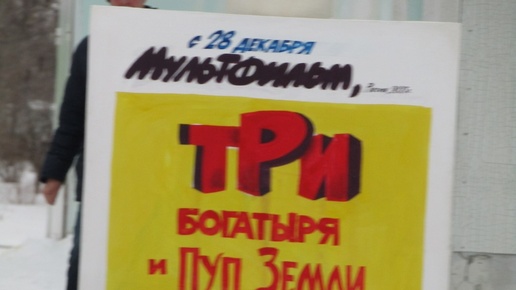 с 28 декабря
Мультфильм,
ТРИ
БОГАТЫРЯ
и Пуп Земли